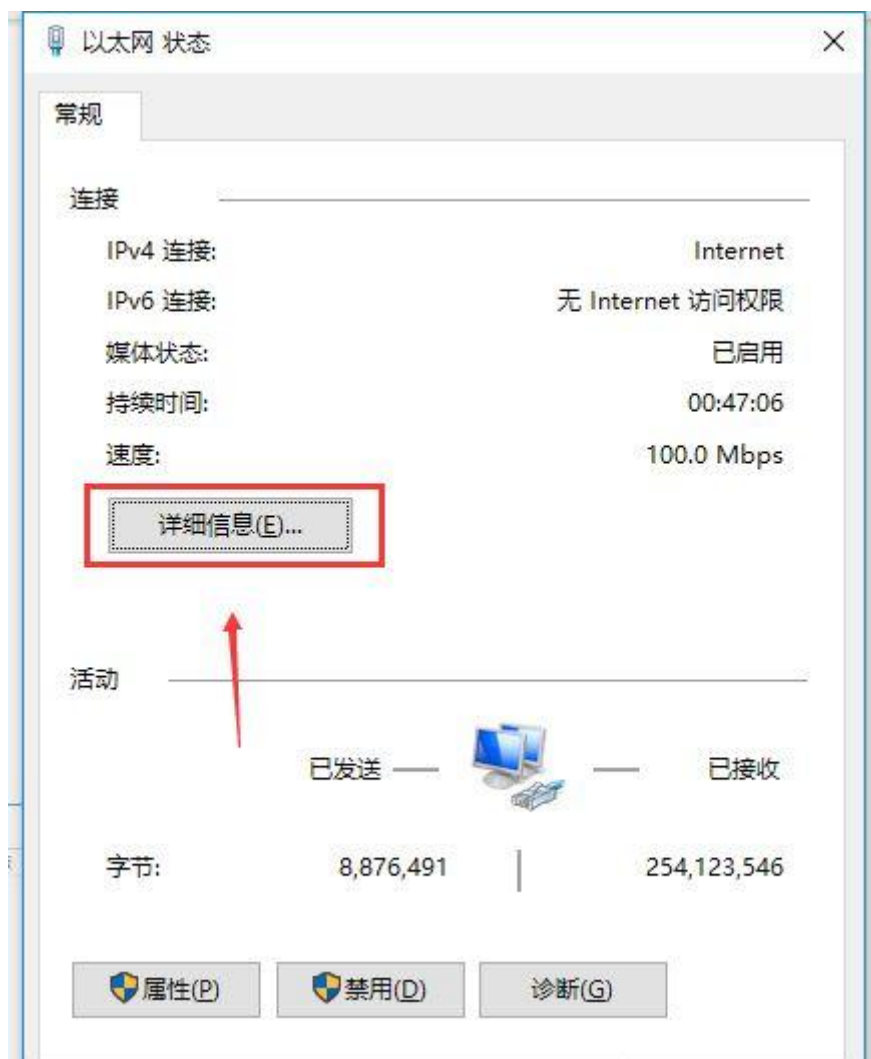 以太网 状态
常规
连接
IPv4 连接: Internet
IPv6 连接: 无 Internet 访问权限
媒体状态: 已启用
持续时间: 00:47:06
速度: 100.0 Mbps
详细信息(E)...
活动
已发送 — — 已接收
字节: 8,876,491 254,123,546
属性(P) 禁用(D) 诊断(G)